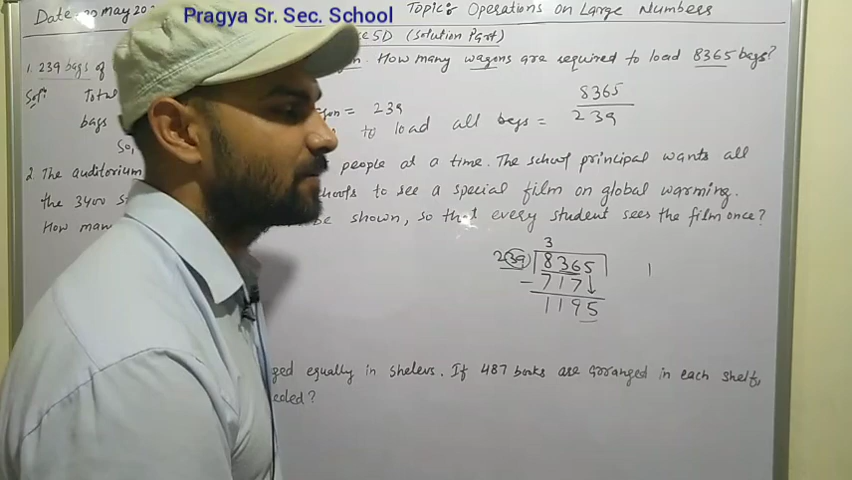 Pragya Sr. Sec. School
Date 20 May 20
Topic: Operations on Large Numbers
5D (Solution Part)
1. 239 bags of How many wagons are required to load 8365 bags?
Sol: Total = 239
bags to load all bags = 8365
239
So,
2. The auditorium people at a time. The school principal wants all
the 3400 to see a special film on global warming.
How man be shown, so that every student sees the film once?
3
239) 8365 1
- 717↓
1195
equally in shelevs. If 487 books are arranged in each shelf,